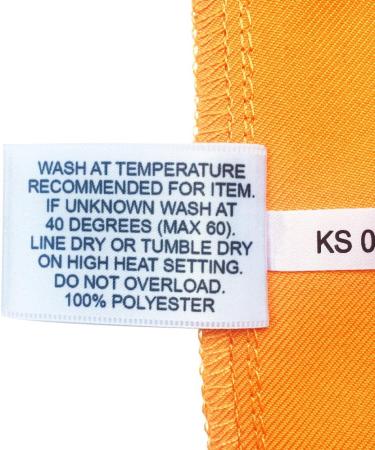 WASH AT TEMPERATURE
RECOMMENDED FOR ITEM.
IF UNKNOWN WASH AT
40 DEGREES (MAX 60).
LINE DRY OR TUMBLE DRY
ON HIGH HEAT SETTING.
DO NOT OVERLOAD.
100% POLYESTER
KS 0